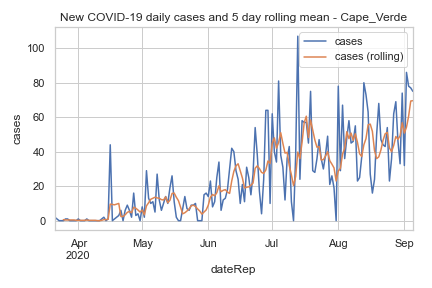 New COVID-19 daily cases and 5 day rolling mean - Cape_Verde
cases
cases (rolling)
100
80
60
40
20
0
cases
Apr
2020
May
Jun
Jul
Aug
Sep
dateRep